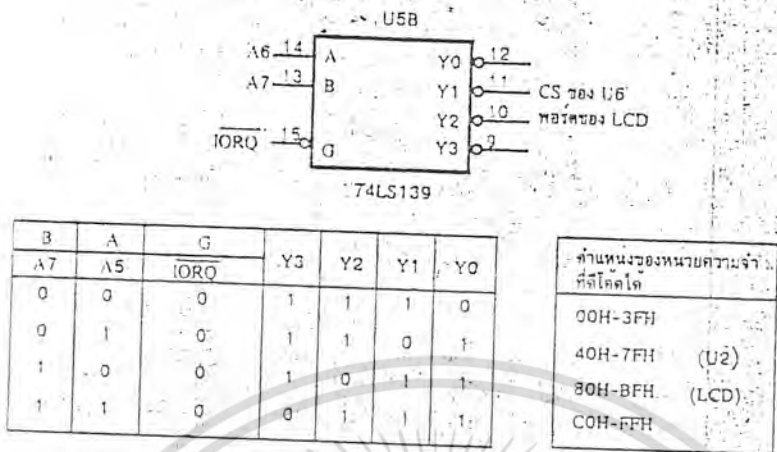 U5B
A6 14 A Y0 12
A7 13 B Y1 11 CS ของ U6
Y2 10 พอร์ตของ LCD
IORQ 15 G Y3 9
74LS139
B A G Y3 Y2 Y1 Y0
A7 A5 IORQ
0 0 0 1 1 1 0
0 1 0 1 1 0 1
1 0 0 1 0 1 1
1 1 0 0 1 1 1
ตำแหน่งของหน่วยความจำ
ที่ดีโค้ดได้
00H-3FH
40H-7FH (U2)
80H-BFH (LCD)
C0H-FFH